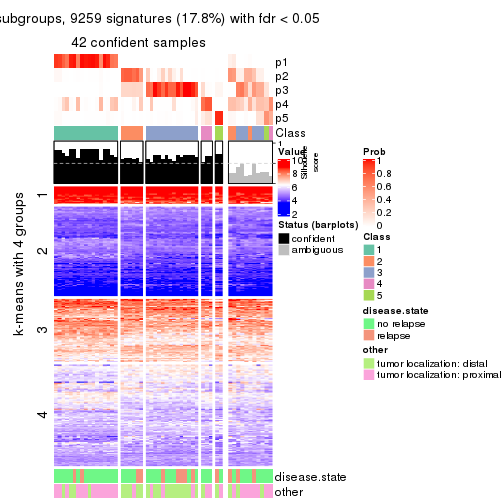 subgroups, 9259 signatures (17.8%) with fdr < 0.05
42 confident samples
p1
p2
p3
p4
p5
Class
1
Silhouette
score
Value
10
8
6
4
2
Status (barplots)
confident
ambiguous
Prob
1
0.8
0.6
0.4
0.2
0
Class
1
2
3
4
5
disease.state
no relapse
relapse
other
tumor localization: distal
tumor localization: proximal
k-means with 4 groups
1
2
3
4
disease.state
other